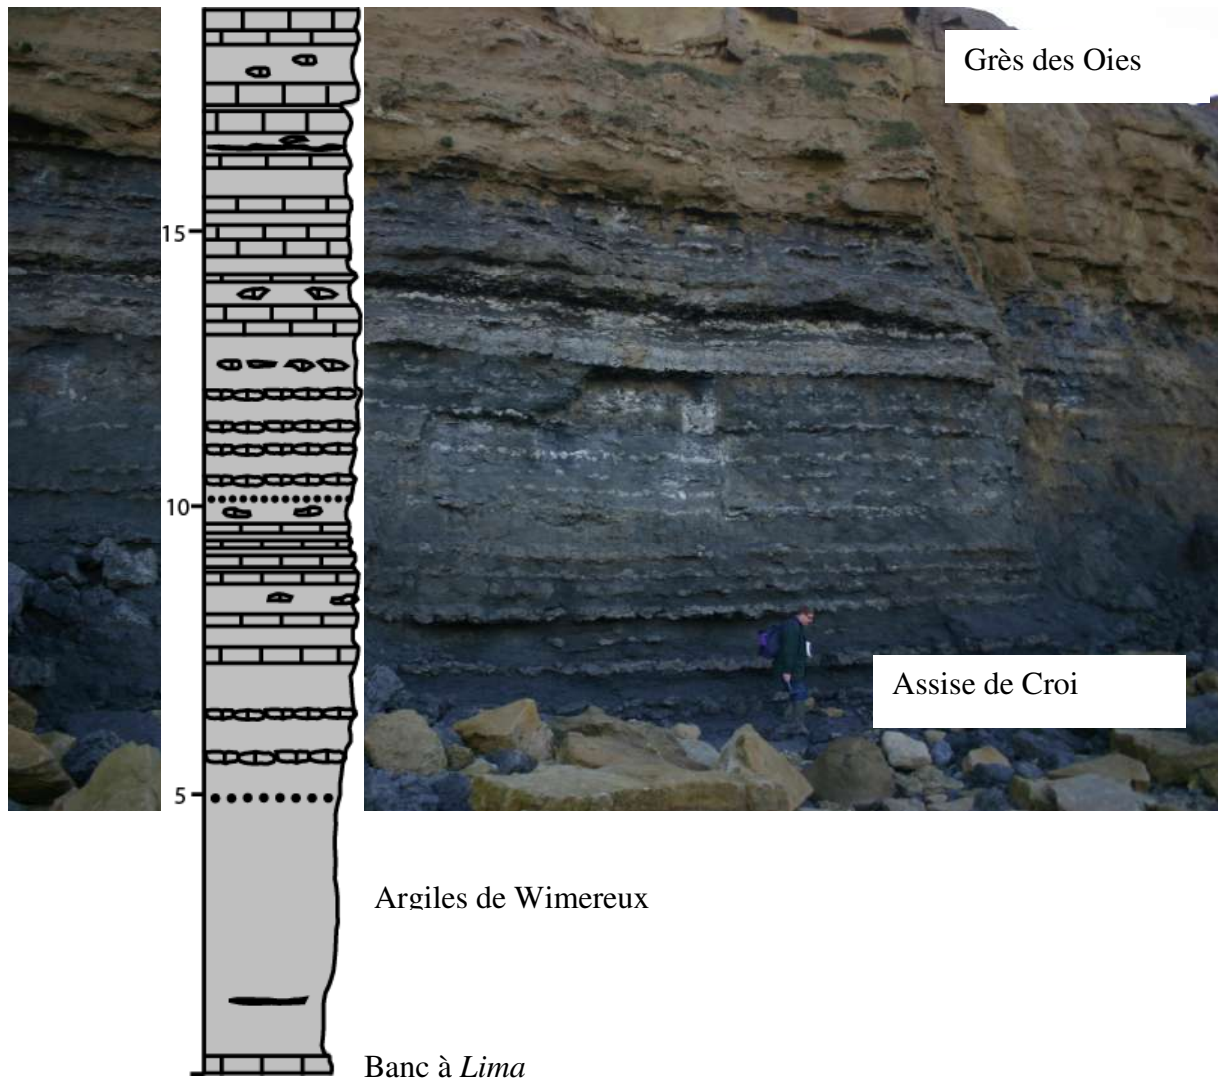 Grès des Oies
15
10
Assise de Croi
5
Argiles de Wimereux
Banc à Lima